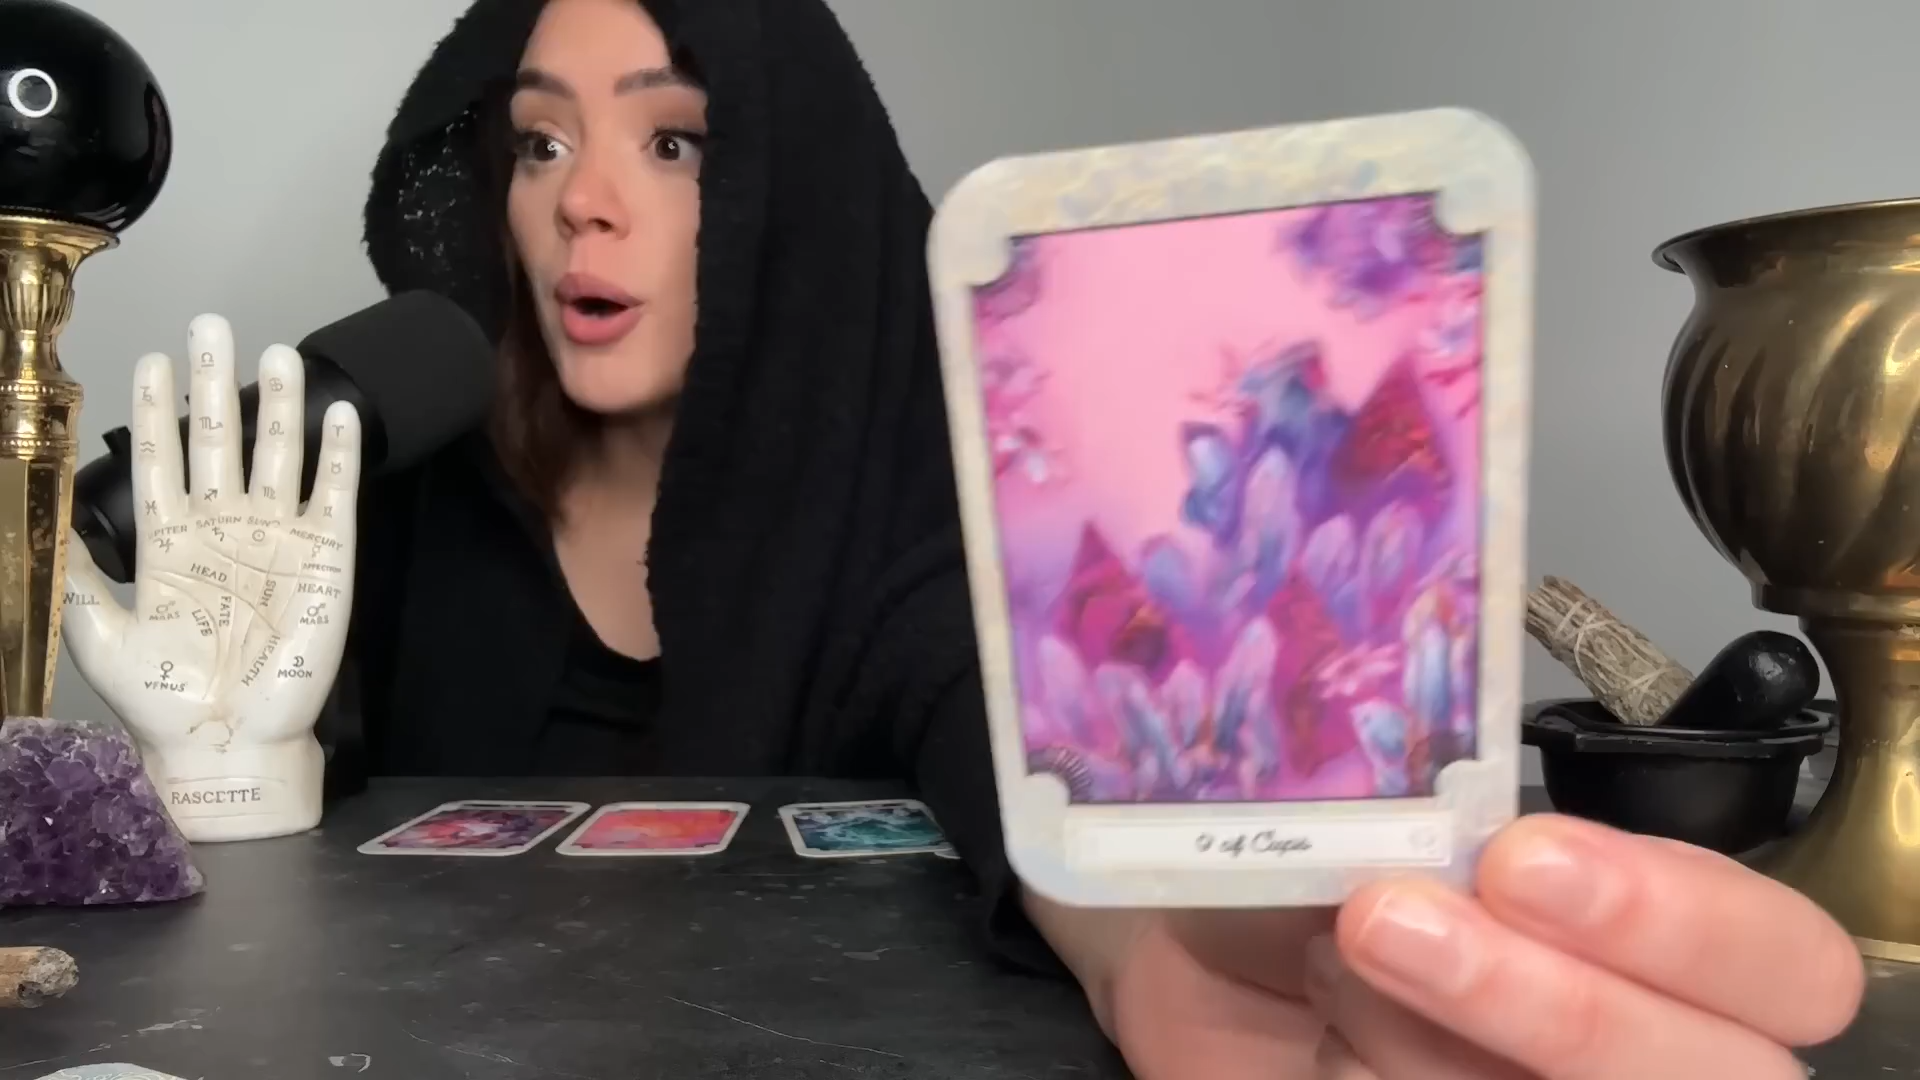 PITER SATURN SUN MERCURY
AFFECTION
HEAD
HEART
SUN
FATE
LIFE
WILL
MARS
MARS
HEALTH
VENUS
MOON
RASCETTE
9 of Cups